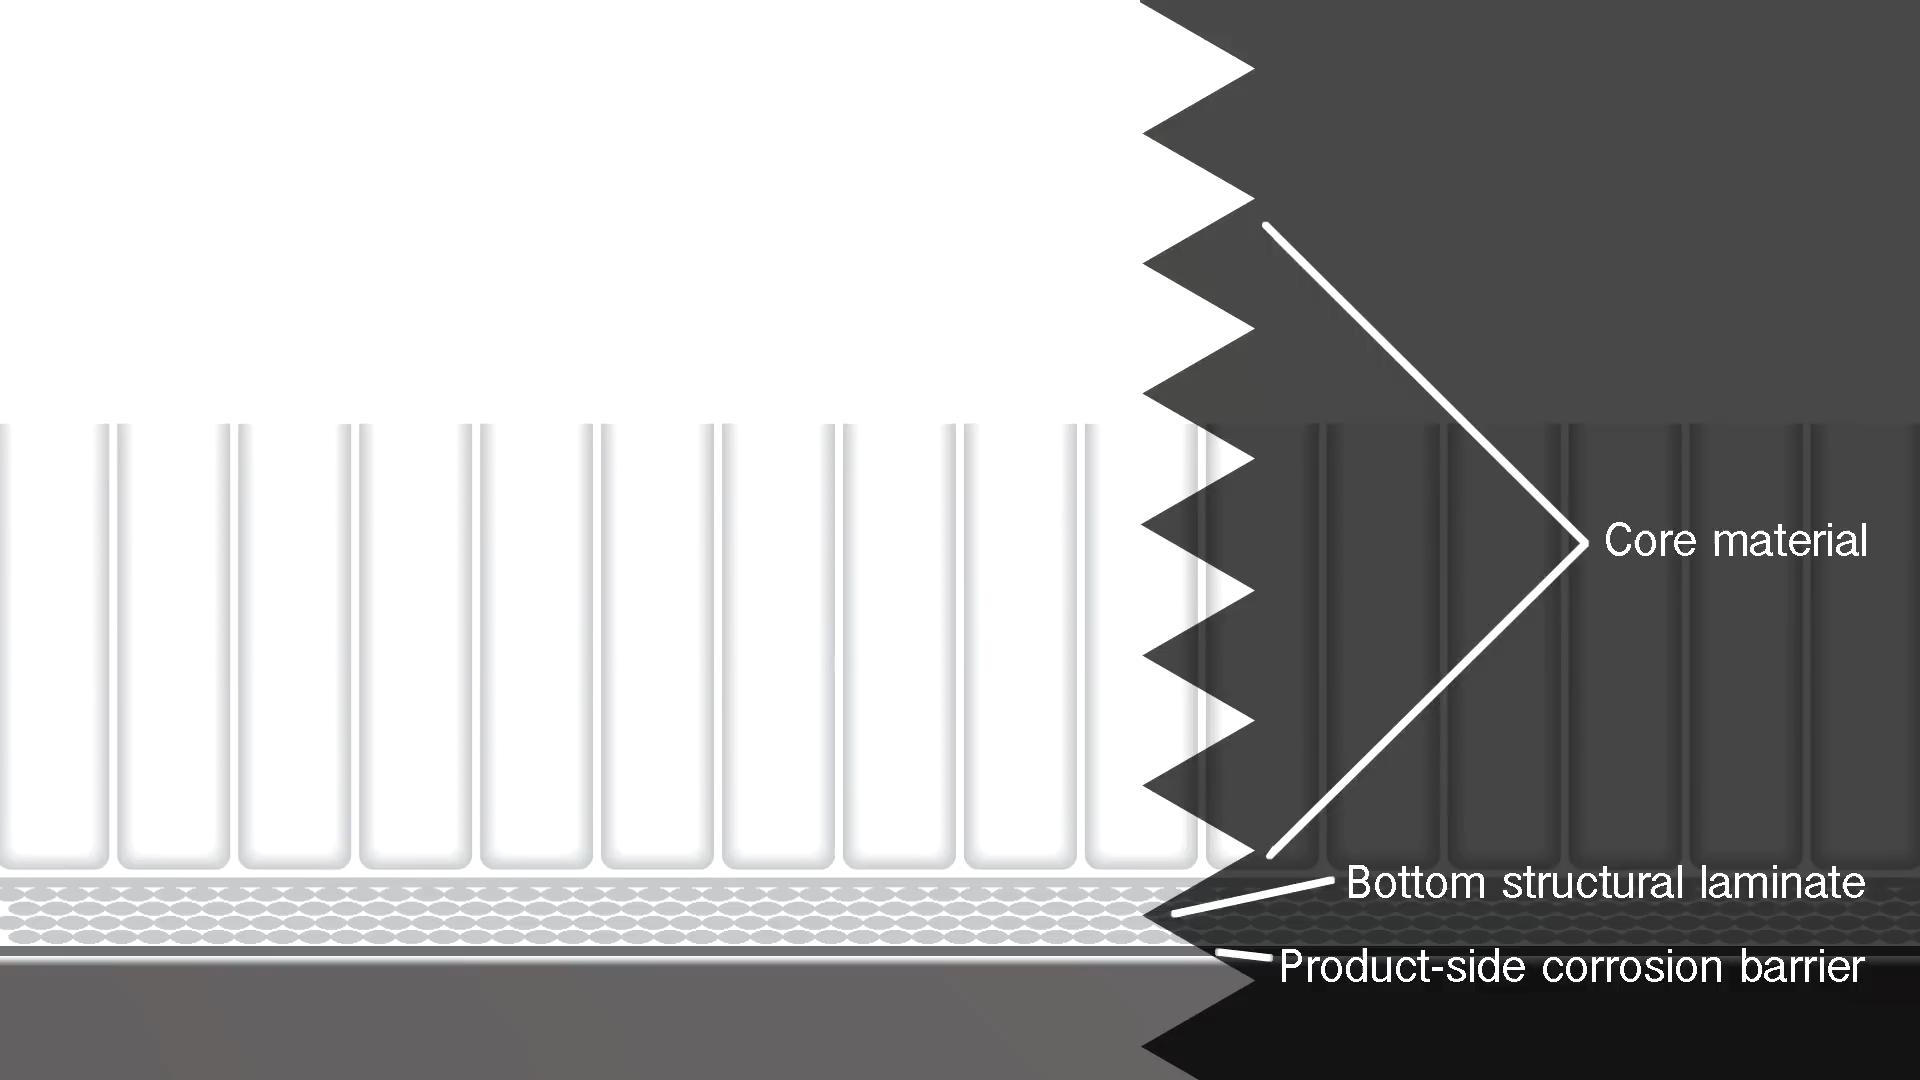 Core material
Bottom structural laminate
Product-side corrosion barrier